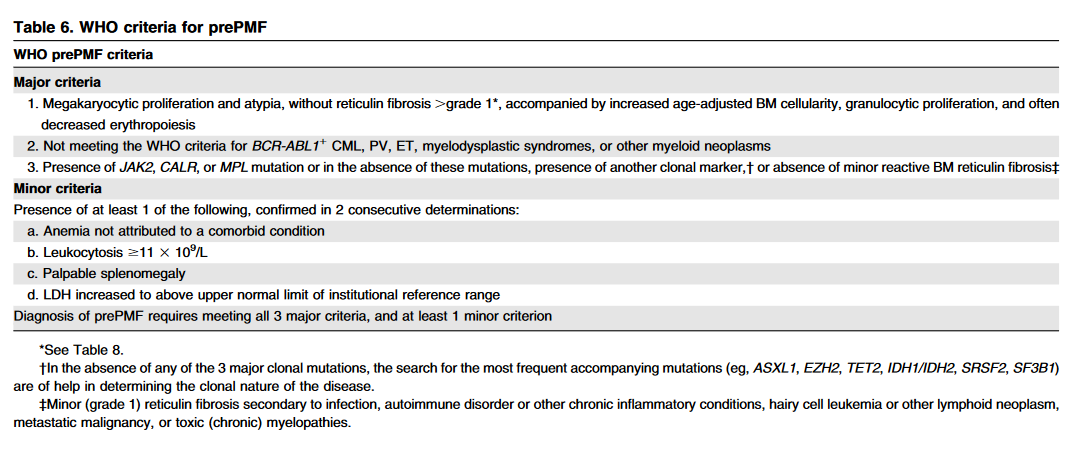 Table 6. WHO criteria for prePMF
WHO prePMF criteria
Major criteria
1. Megakaryocytic proliferation and atypia, without reticulin fibrosis >grade 1*, accompanied by increased age-adjusted BM cellularity, granulocytic proliferation, and often
decreased erythropoiesis
2. Not meeting the WHO criteria for BCR-ABL1+ CML, PV, ET, myelodysplastic syndromes, or other myeloid neoplasms
3. Presence of JAK2, CALR, or MPL mutation or in the absence of these mutations, presence of another clonal marker,† or absence of minor reactive BM reticulin fibrosis‡
Minor criteria
Presence of at least 1 of the following, confirmed in 2 consecutive determinations:
a. Anemia not attributed to a comorbid condition
b. Leukocytosis ≥11 × 10⁹/L
c. Palpable splenomegaly
d. LDH increased to above upper normal limit of institutional reference range
Diagnosis of prePMF requires meeting all 3 major criteria, and at least 1 minor criterion
*See Table 8.
†In the absence of any of the 3 major clonal mutations, the search for the most frequent accompanying mutations (eg, ASXL1, EZH2, TET2, IDH1/IDH2, SRSF2, SF3B1)
are of help in determining the clonal nature of the disease.
‡Minor (grade 1) reticulin fibrosis secondary to infection, autoimmune disorder or other chronic inflammatory conditions, hairy cell leukemia or other lymphoid neoplasm,
metastatic malignancy, or toxic (chronic) myelopathies.